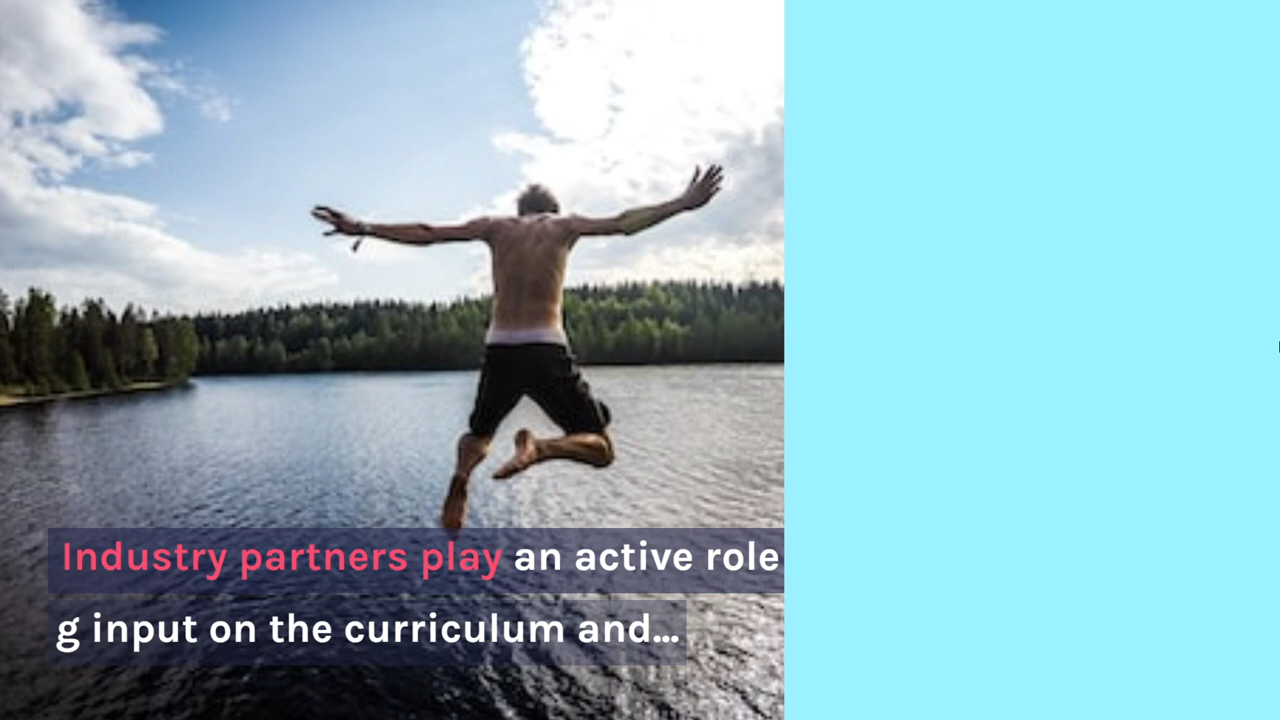 Industry partners play an active role
g input on the curriculum and…